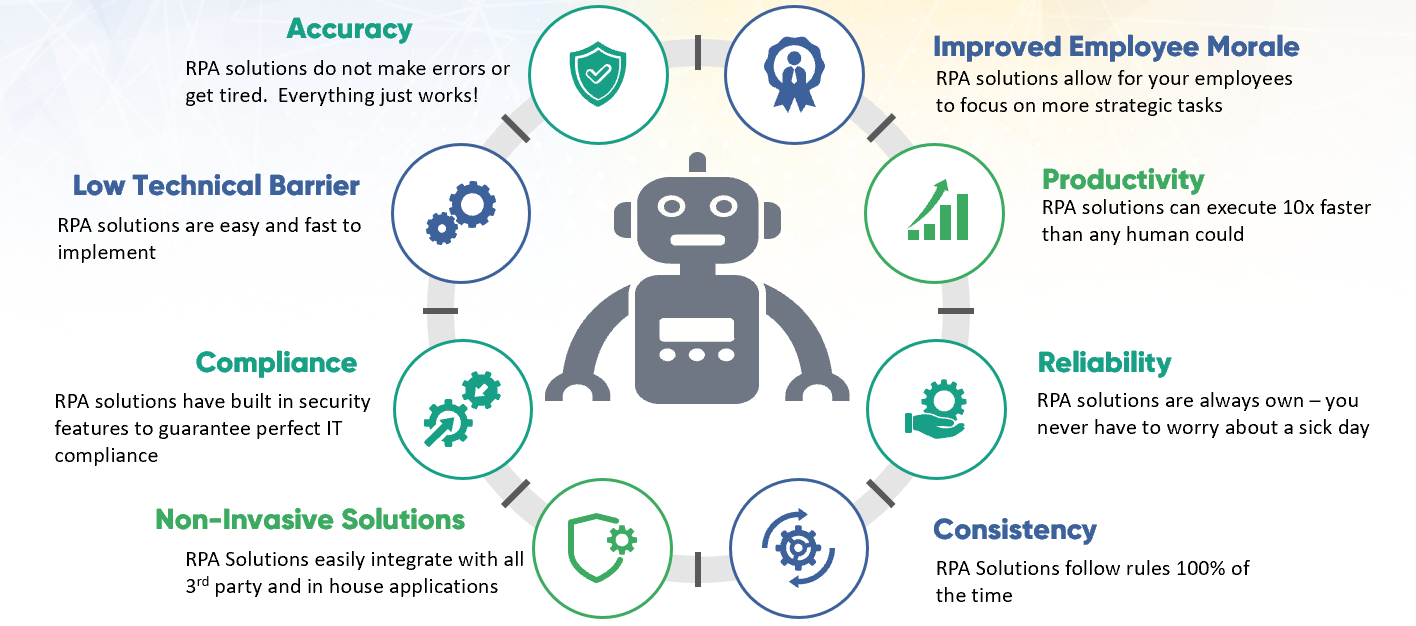 Accuracy
RPA solutions do not make errors or
get tired.  Everything just works!
Improved Employee Morale
RPA solutions allow for your employees
to focus on more strategic tasks
Low Technical Barrier
RPA solutions are easy and fast to
implement
Productivity
RPA solutions can execute 10x faster
than any human could
Compliance
RPA solutions have built in security
features to guarantee perfect IT
compliance
Reliability
RPA solutions are always own – you
never have to worry about a sick day
Non-Invasive Solutions
RPA Solutions easily integrate with all
3rd party and in house applications
Consistency
RPA Solutions follow rules 100% of
the time